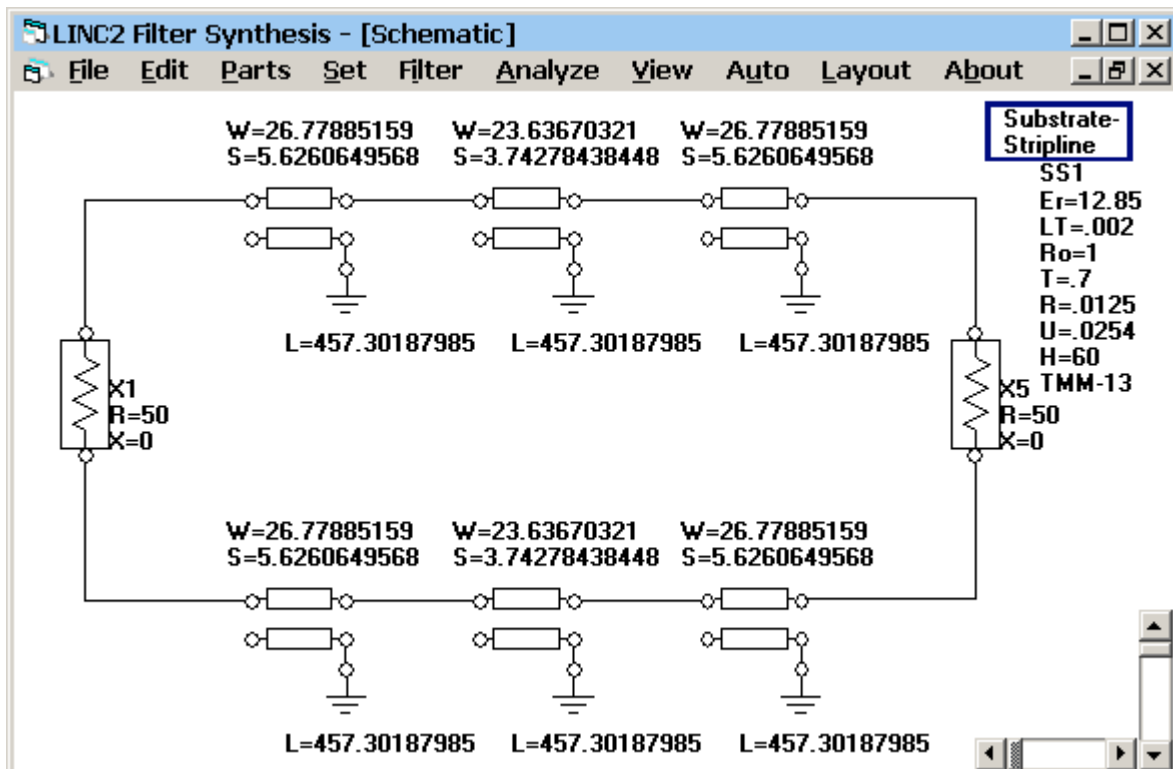 LINC2 Filter Synthesis - [Schematic]
File Edit Parts Set Filter Analyze View Auto Layout About
W=26.77885159 W=23.63670321 W=26.77885159
S=5.6260649568 S=3.74278438448 S=5.6260649568
Substrate-
Stripline
SS1
Er=12.85
LT=.002
Ro=1
T=.7
R=.0125
U=.0254
H=60
TMM-13
L=457.30187985 L=457.30187985 L=457.30187985
X1
R=50
X=0
X5
R=50
X=0
W=26.77885159 W=23.63670321 W=26.77885159
S=5.6260649568 S=3.74278438448 S=5.6260649568
L=457.30187985 L=457.30187985 L=457.30187985